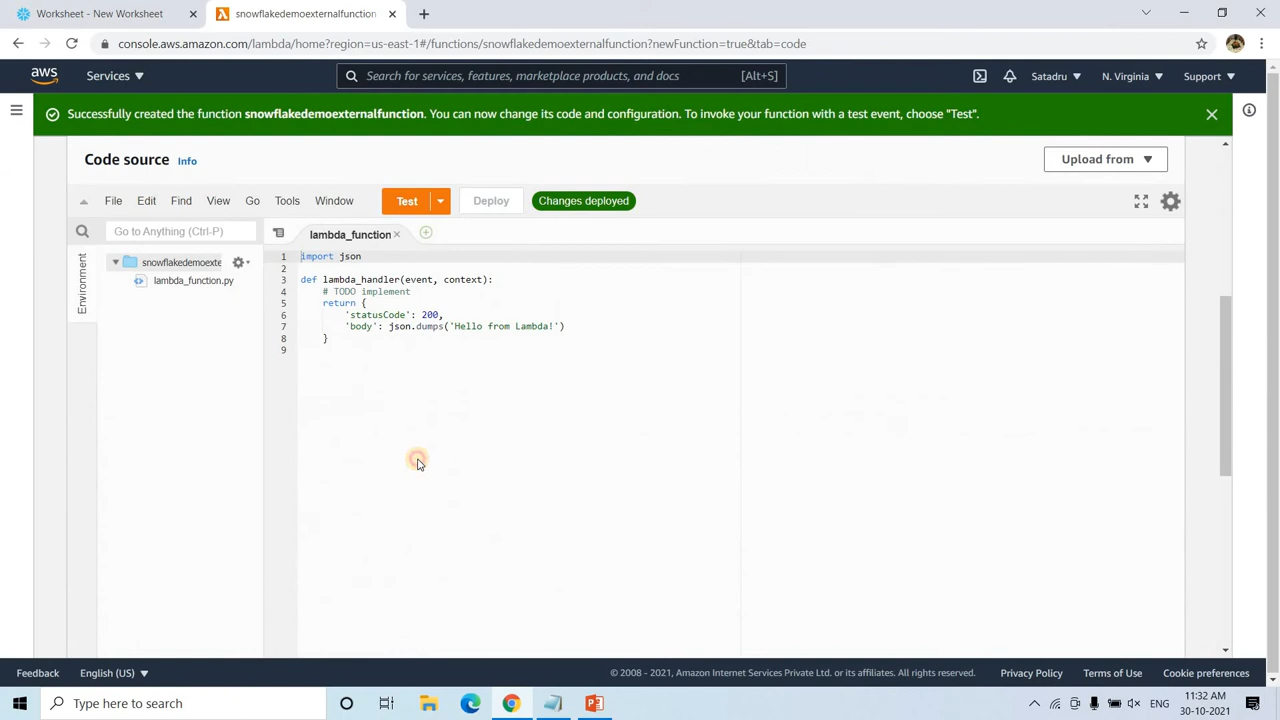 Worksheet - New Worksheet
snowflakedemoexternalfunction
console.aws.amazon.com/lambda/home?region=us-east-1#/functions/snowflakedemoexternalfunction?newFunction=true&tab=code
aws
Services
Search for services, features, marketplace products, and docs
[Alt+S]
Satadru
N. Virginia
Support
Successfully created the function snowflakedemoexternalfunction. You can now change its code and configuration. To invoke your function with a test event, choose "Test".
Code source
Info
Upload from
File
Edit
Find
View
Go
Tools
Window
Test
Deploy
Changes deployed
Go to Anything (Ctrl-P)
lambda_function
Environment
snowflakedemoexte
lambda_function.py
1 import json
2
3 def lambda_handler(event, context):
4 # TODO implement
5 return {
6 'statusCode': 200,
7 'body': json.dumps('Hello from Lambda!')
8 }
9
Feedback
English (US)
© 2008 - 2021, Amazon Internet Services Private Ltd. or its affiliates. All rights reserved.
Privacy Policy
Terms of Use
Cookie preferences
Type here to search
ENG
11:32 AM
30-10-2021